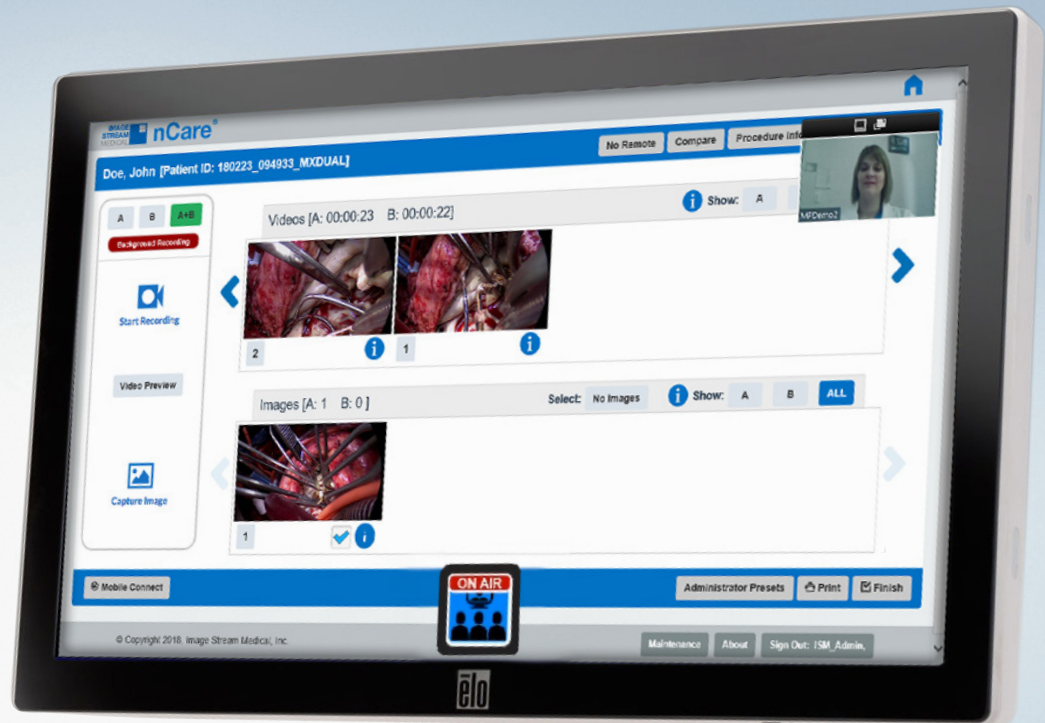 IMAGE
STREAM
MEDICAL
nCare®
Doe, John [Patient ID: 180223_094933_MXDUAL]
No Remote
Compare
Procedure Info
MPDemo2
A B A+B
Background Recording
Start Recording
Video Preview
Capture Image
Videos [A: 00:00:23 B: 00:00:22]
Show: A
2
1
Images [A: 1 B: 0 ]
Select: No Images
Show: A B ALL
1
Mobile Connect
ON AIR
Administrator Presets
Print
Finish
© Copyright 2018, Image Stream Medical, Inc.
Maintenance
About
Sign Out: ISM_Admin,
ēlo